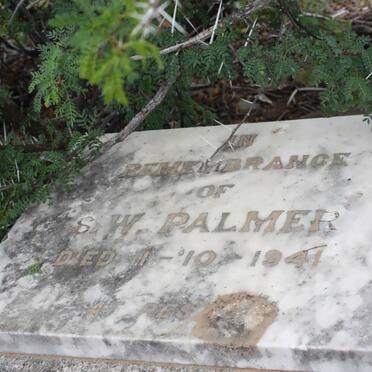 IN
REMEMBRANCE
OF
S. W. PALMER
DIED 11-10-1941